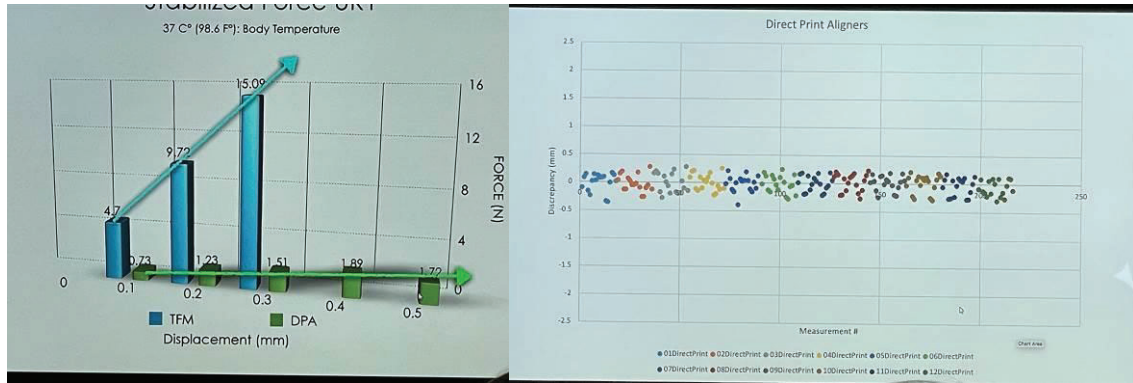 Stabilized Force
37 C° (98.6 F°): Body Temperature
16
15.09
12
9.72
8
FORCE (N)
4.7
4
0.73
1.23
1.51
1.89
1.72
0
0
0.1
0.2
0.3
0.4
0.5
TFM
DPA
Displacement (mm)
Direct Print Aligners
2.5
2
1.5
1
0.5
0
-0.5
-1
-1.5
-2
-2.5
Discrepancy (mm)
0
100
250
Measurement #
Chart Area
01DirectPrint 02DirectPrint 03DirectPrint 04DirectPrint 05DirectPrint 06DirectPrint
07DirectPrint 08DirectPrint 09DirectPrint 10DirectPrint 11DirectPrint 12DirectPrint